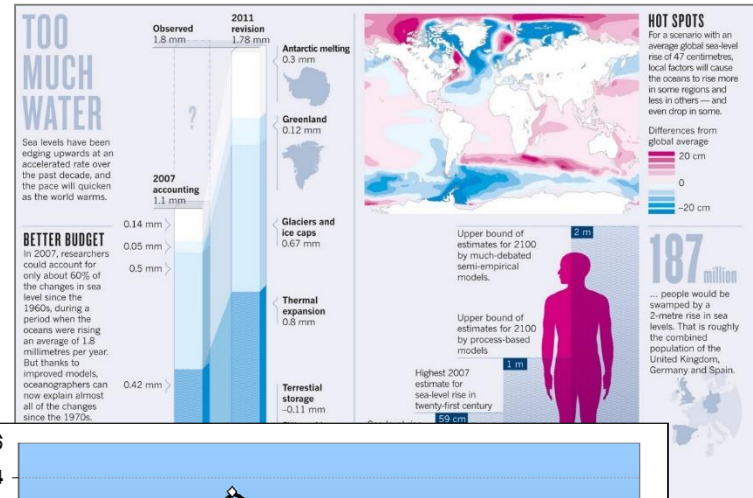 TOO
MUCH
WATER
Sea levels have been
edging upwards at an
accelerated rate over
the past decade, and
the pace will quicken
as the world warms.
BETTER BUDGET
In 2007, researchers
could account for
only about 60% of
the changes in sea
level since the
1960s, during a
period when the
oceans were rising
an average of 1.8
millimetres per year.
But thanks to
improved models,
oceanographers can
now explain almost
all of the changes
since the 1970s.
Observed
1.8 mm
2011
revision
1.78 mm
?
2007
accounting
1.1 mm
0.14 mm
0.05 mm
0.5 mm
0.42 mm
Antarctic melting
0.3 mm
Greenland
0.12 mm
Glaciers and
ice caps
0.67 mm
Thermal
expansion
0.8 mm
Terrestial
storage
–0.11 mm
HOT SPOTS
For a scenario with an
average global sea-level
rise of 47 centimetres,
local factors will cause
the oceans to rise more
in some regions and
less in others — and
even drop in some.
Differences from
global average
20 cm
0
–20 cm
Upper bound of
estimates for 2100
by much-debated
semi-empirical
models.
2 m
Upper bound of
estimates for 2100
by process-based
models
1 m
Highest 2007
estimate for
sea-level rise in
twenty-first century
59 cm
187 million
... people would be
swamped by a
2-metre rise in sea
levels. That is roughly
the combined
population of the
United Kingdom,
Germany and Spain.
6
4